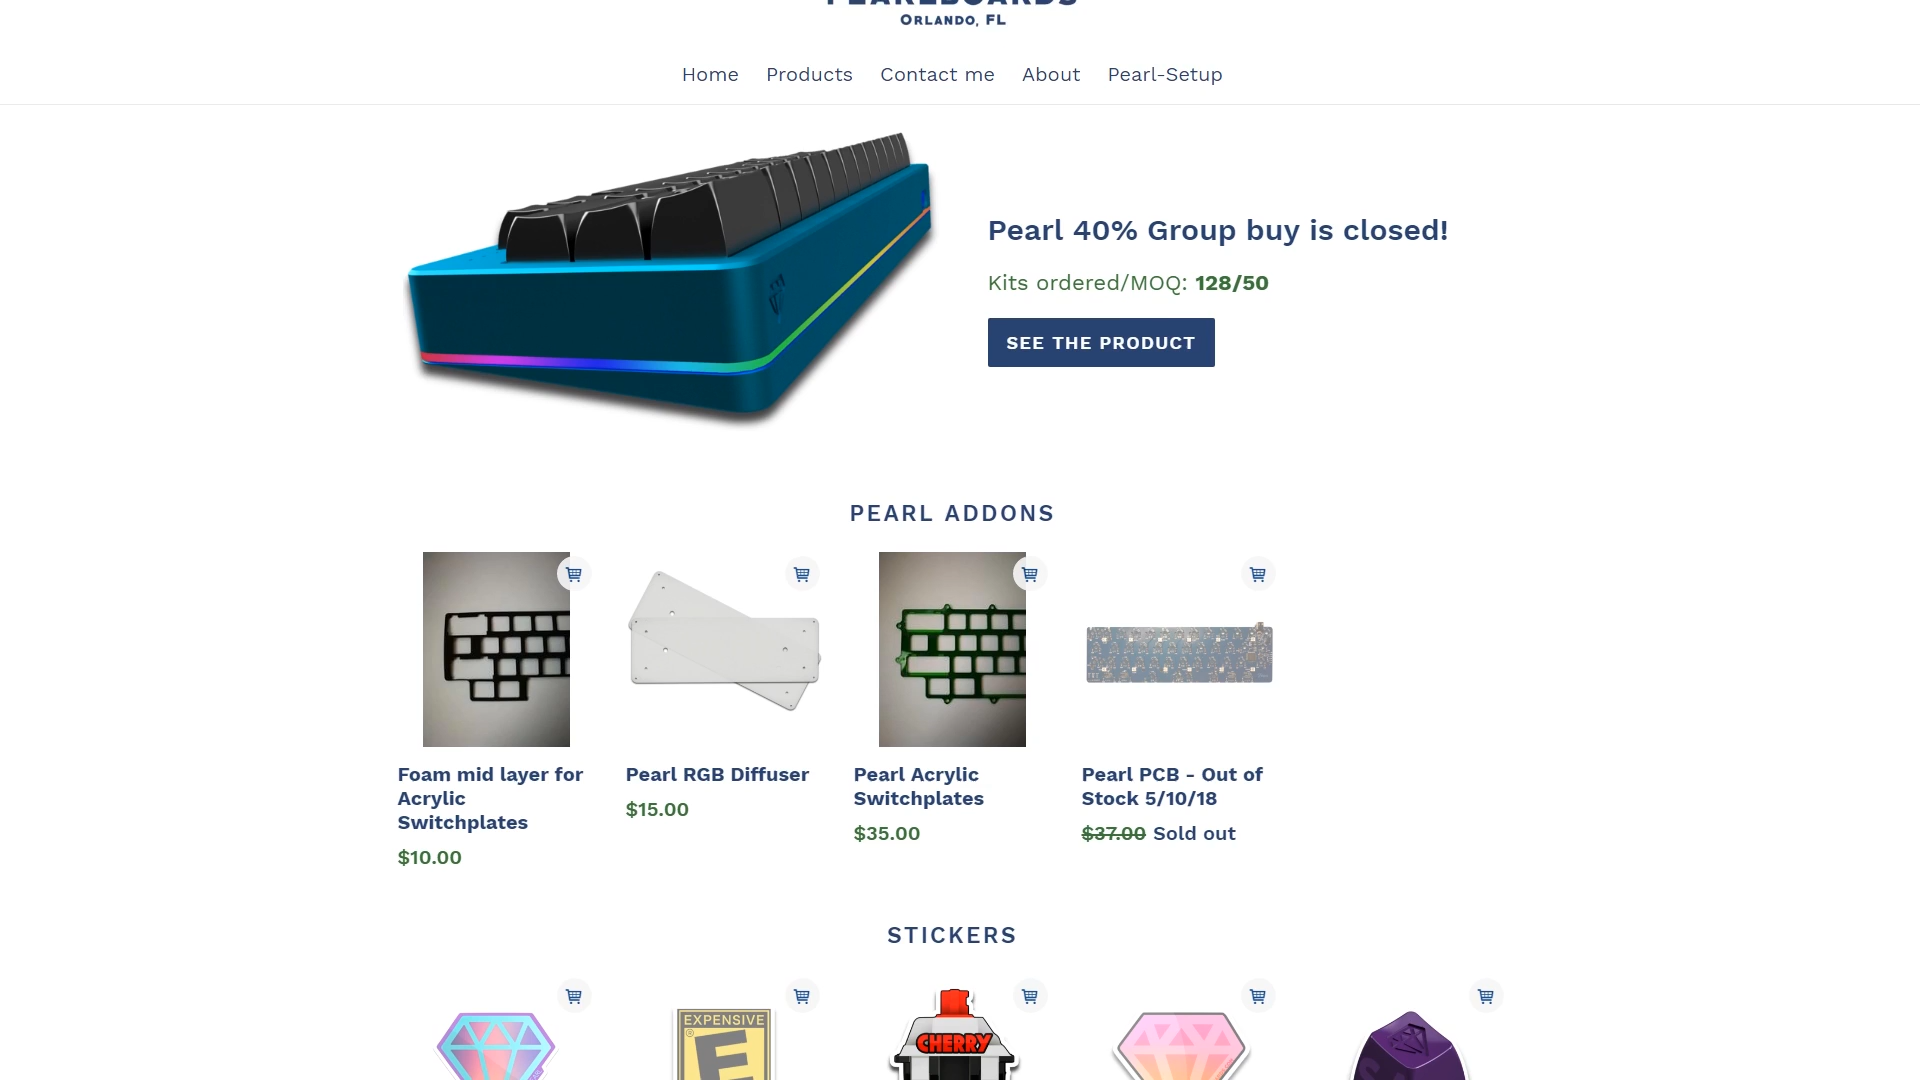 PEARLBOARDS
ORLANDO, FL
Home Products Contact me About Pearl-Setup
Pearl 40% Group buy is closed!
Kits ordered/MOQ: 128/50
SEE THE PRODUCT
PEARL ADDONS
Foam mid layer for
Acrylic
Switchplates
$10.00
Pearl RGB Diffuser
$15.00
Pearl Acrylic
Switchplates
$35.00
Pearl PCB - Out of
Stock 5/10/18
$37.00 Sold out
STICKERS
EXPENSIVE
E
CHERRY